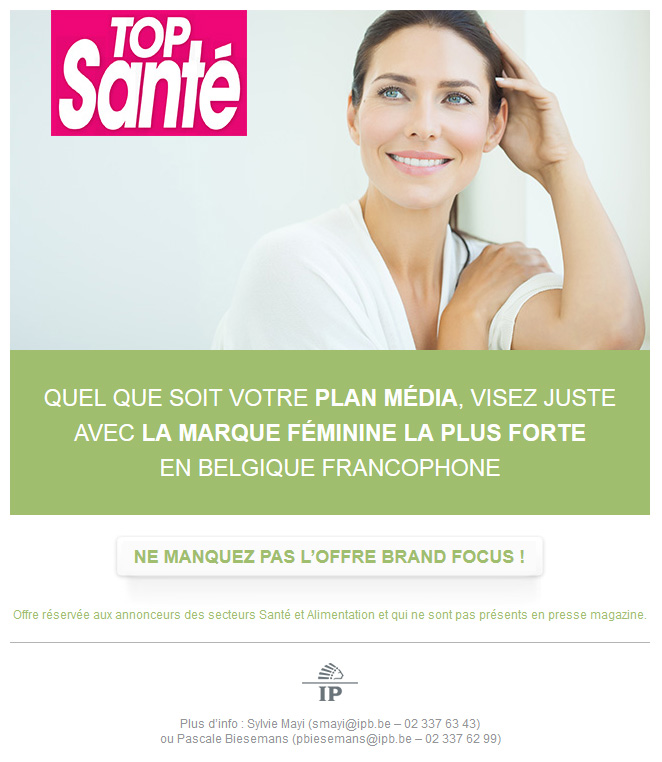 TOP
Santé
QUEL QUE SOIT VOTRE PLAN MÉDIA, VISEZ JUSTE
AVEC LA MARQUE FÉMININE LA PLUS FORTE
EN BELGIQUE FRANCOPHONE
NE MANQUEZ PAS L’OFFRE BRAND FOCUS !
Offre réservée aux annonceurs des secteurs Santé et Alimentation et qui ne sont pas présents en presse magazine.
IP
Plus d’info : Sylvie Mayi (smayi@ipb.be – 02 337 63 43)
ou Pascale Biesemans (pbiesemans@ipb.be – 02 337 62 99)